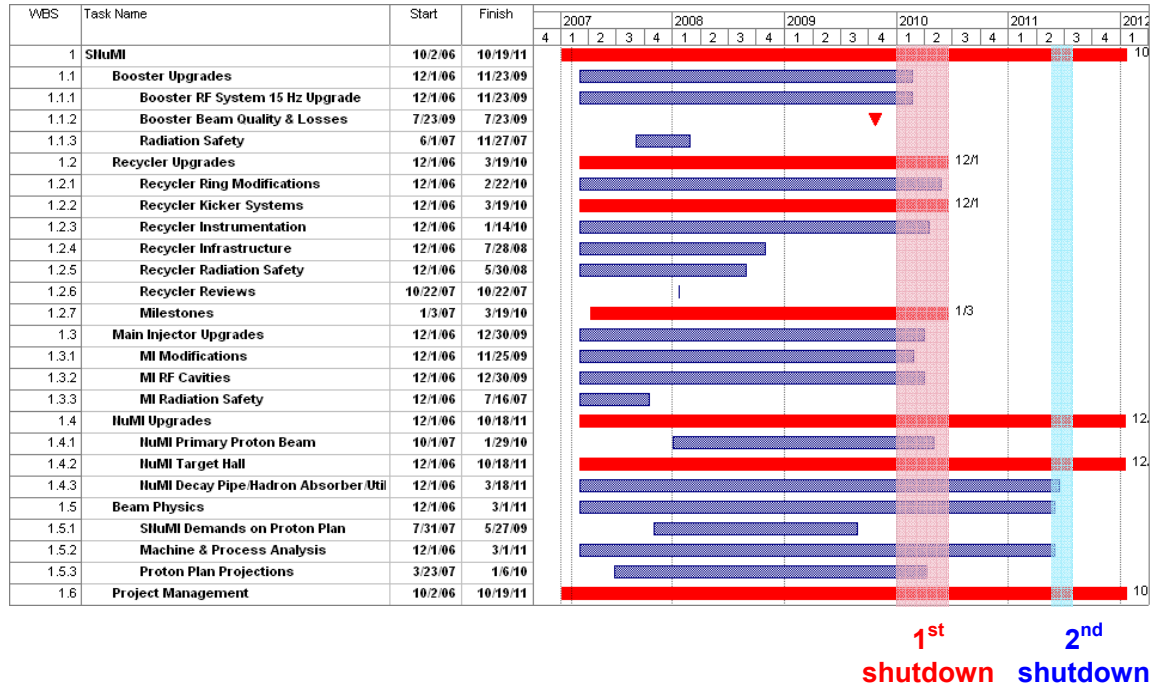 WBS Task Name Start Finish 2007 2008 2009 2010 2011 2012
4 1 2 3 4 1 2 3 4 1 2 3 4 1 2 3 4 1 2 3 4 1
1 SNuMI 10/2/06 10/19/11 10
1.1 Booster Upgrades 12/1/06 11/23/09
1.1.1 Booster RF System 15 Hz Upgrade 12/1/06 11/23/09
1.1.2 Booster Beam Quality & Losses 7/23/09 7/23/09
1.1.3 Radiation Safety 6/1/07 11/27/07
1.2 Recycler Upgrades 12/1/06 3/19/10 12/1
1.2.1 Recycler Ring Modifications 12/1/06 2/22/10
1.2.2 Recycler Kicker Systems 12/1/06 3/19/10 12/1
1.2.3 Recycler Instrumentation 12/1/06 1/14/10
1.2.4 Recycler Infrastructure 12/1/06 7/28/08
1.2.5 Recycler Radiation Safety 12/1/06 5/30/08
1.2.6 Recycler Reviews 10/22/07 10/22/07
1.2.7 Milestones 1/3/07 3/19/10 1/3
1.3 Main Injector Upgrades 12/1/06 12/30/09
1.3.1 MI Modifications 12/1/06 11/25/09
1.3.2 MI RF Cavities 12/1/06 12/30/09
1.3.3 MI Radiation Safety 12/1/06 7/16/07
1.4 NuMI Upgrades 12/1/06 10/18/11 12/
1.4.1 NuMI Primary Proton Beam 10/1/07 1/29/10
1.4.2 NuMI Target Hall 12/1/06 10/18/11 12/
1.4.3 NuMI Decay Pipe/Hadron Absorber/Util 12/1/06 3/18/11
1.5 Beam Physics 12/1/06 3/1/11
1.5.1 SNuMI Demands on Proton Plan 7/31/07 5/27/09
1.5.2 Machine & Process Analysis 12/1/06 3/1/11
1.5.3 Proton Plan Projections 3/23/07 1/6/10
1.6 Project Management 10/2/06 10/19/11 10
1st 2nd
shutdown shutdown